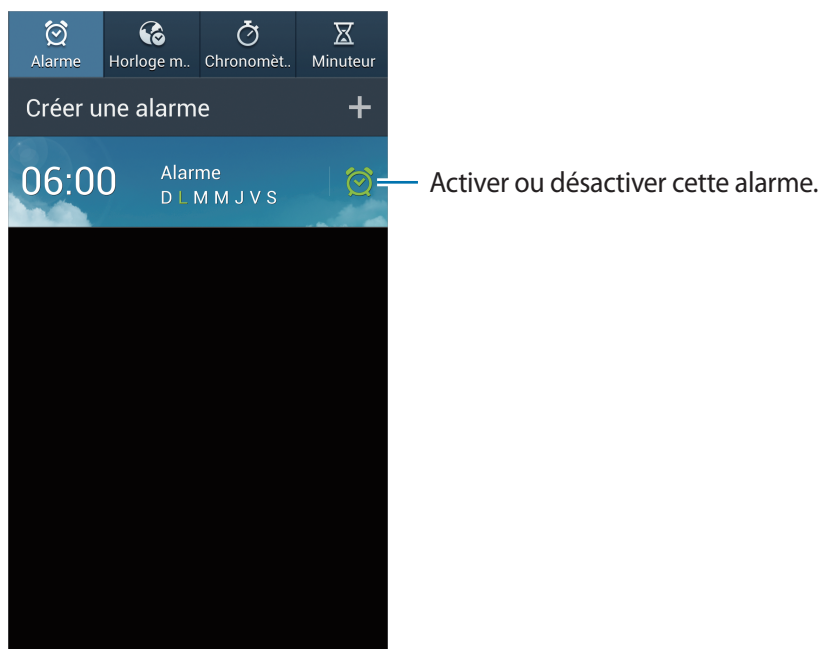 Alarme Horloge m.. Chronomèt.. Minuteur
Créer une alarme
06:00 Alarme
D L M M J V S
Activer ou désactiver cette alarme.